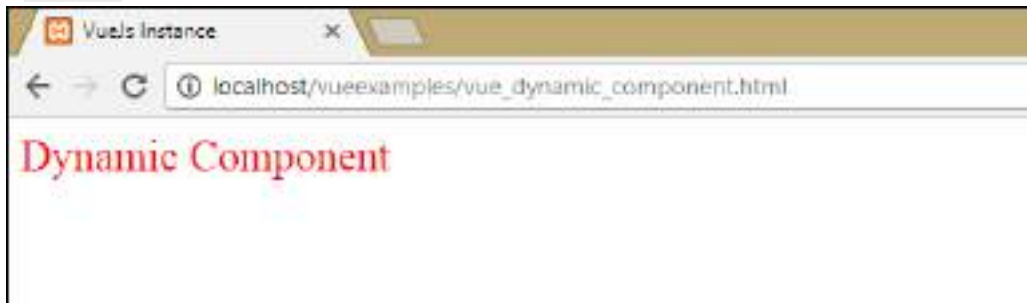 VueJs Instance
localhost/vueexamples/vue_dynamic_component.html
Dynamic Component